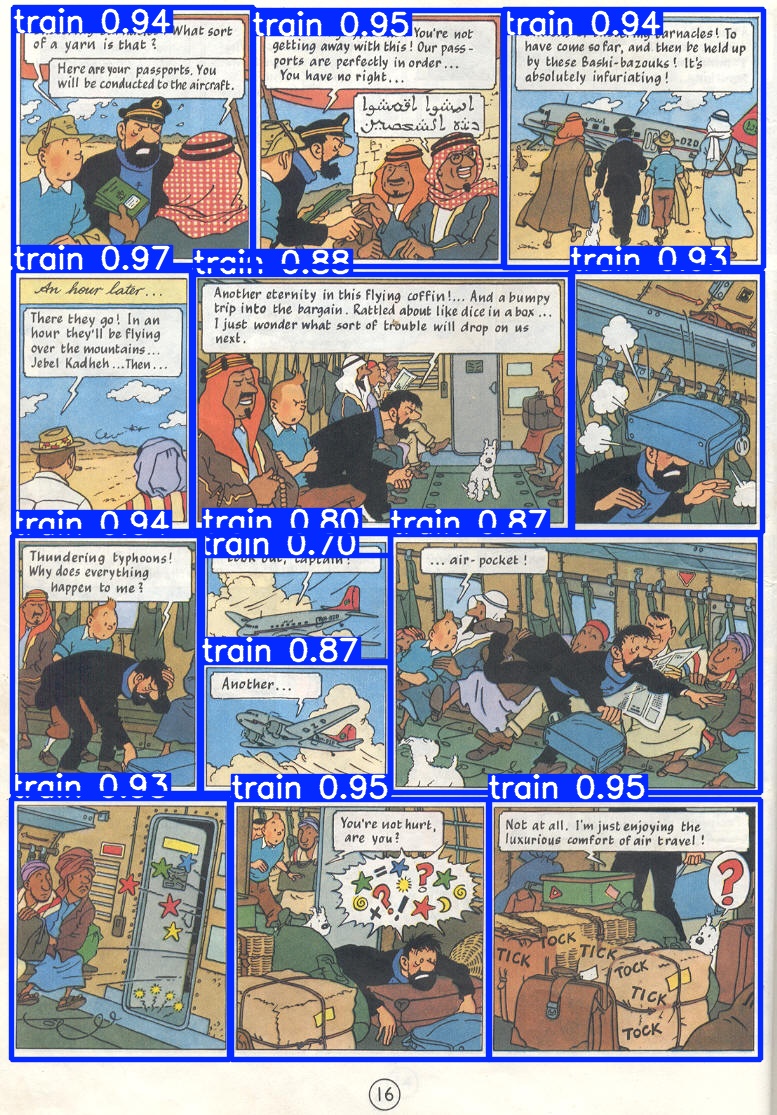 train 0.94
What sort
of a yarn is that?
Here are your passports. You
will be conducted to the aircraft.
train 0.95
You're not
getting away with this! Our pass-
ports are perfectly in order...
You have no right...
train 0.94
barnacles! To
have come so far, and then be held up
by these Bashi-bazouks! It's
absolutely infuriating!
-DZD
train 0.97
An hour later...
There they go! In an
hour they'll be flying
over the mountains...
Jebel Kadheh...Then...
train 0.88
Another eternity in this flying coffin!... And a bumpy
trip into the bargain. Rattled about like dice in a box...
I just wonder what sort of trouble will drop on us
next.
train 0.93
train 0.94
Thundering typhoons!
Why does everything
happen to me?
train 0.80
train 0.70
Look out, Captain!
train 0.87
Another...
train 0.87
...air-pocket!
train 0.93
train 0.95
You're not hurt,
are you?
? ? ! ×
train 0.95
Not at all. I'm just enjoying the
luxurious comfort of air travel!
?
TICK TOCK TICK TOCK
TICK
TOCK
16